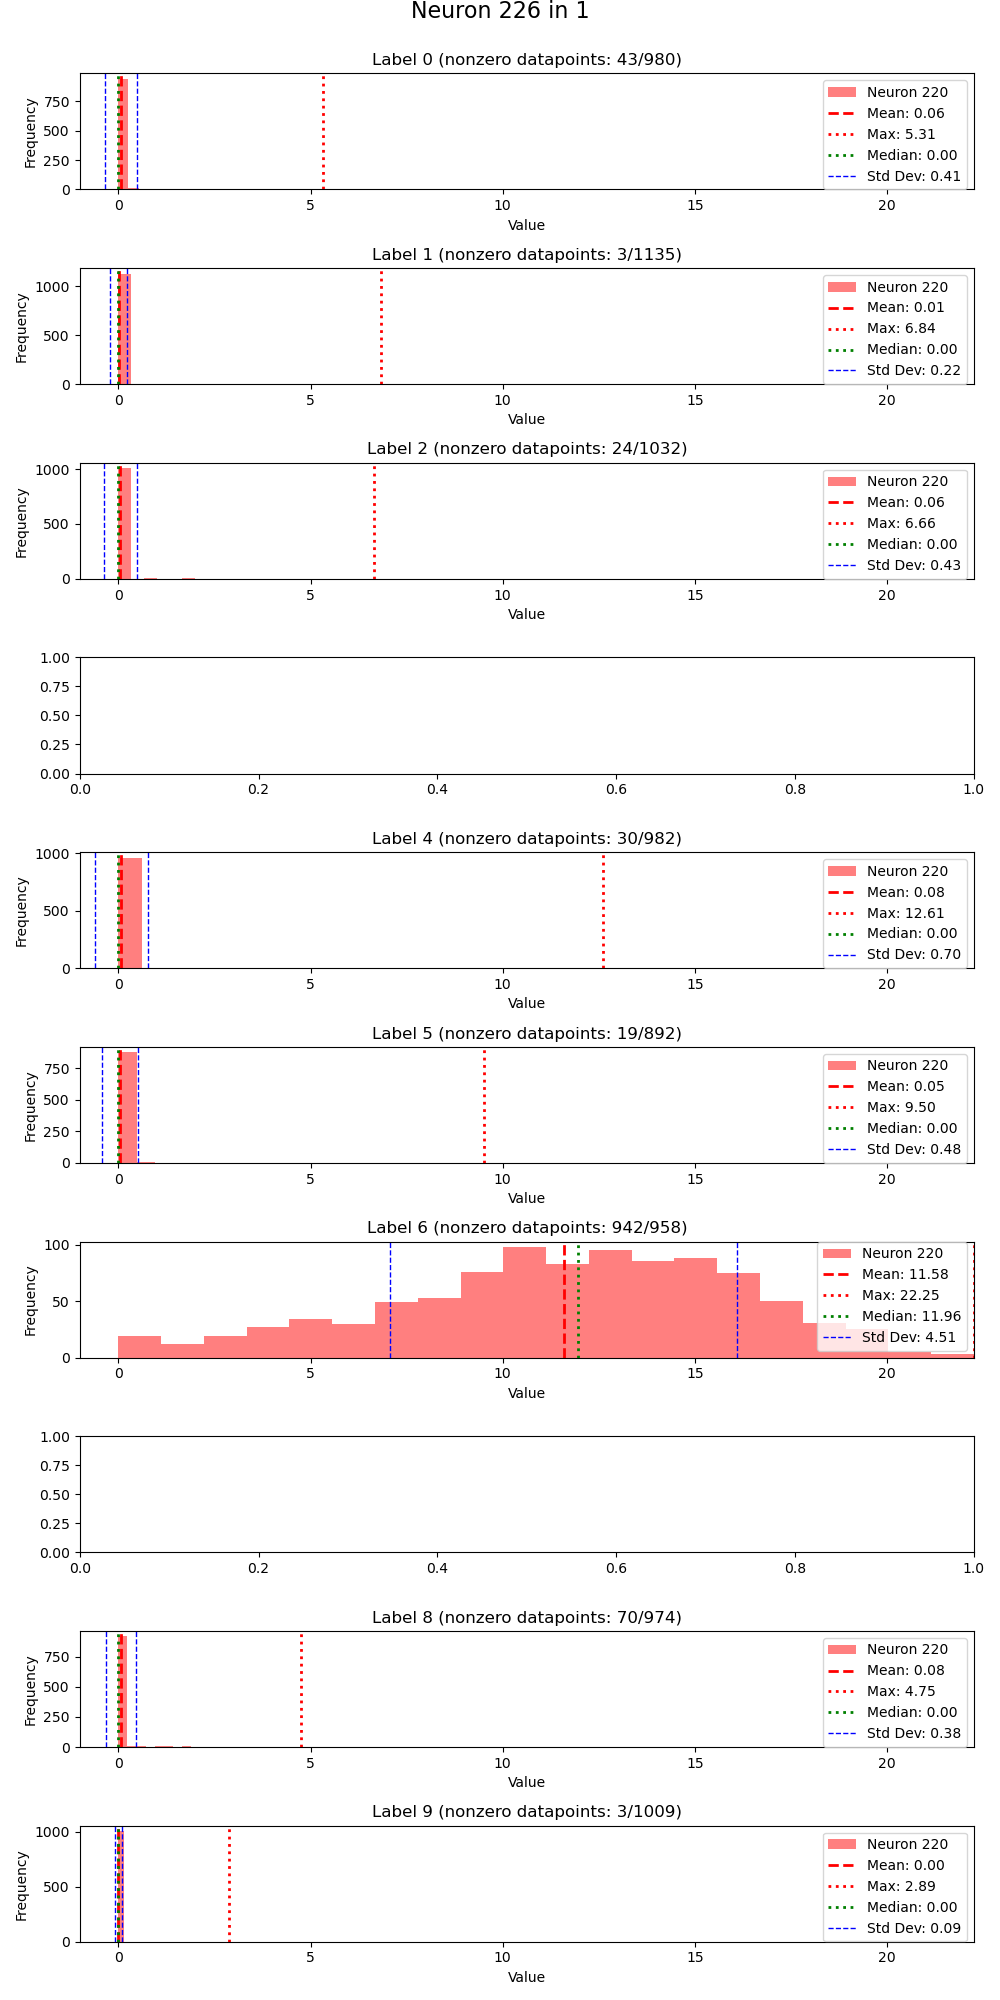 Neuron 226 in 1
Label 0 (nonzero datapoints: 43/980)
Frequency
750
500
250
0
Neuron 220
Mean: 0.06
Max: 5.31
Median: 0.00
Std Dev: 0.41
0 5 10 15 20
Value
Label 1 (nonzero datapoints: 3/1135)
Frequency
1000
500
0
Neuron 220
Mean: 0.01
Max: 6.84
Median: 0.00
Std Dev: 0.22
0 5 10 15 20
Value
Label 2 (nonzero datapoints: 24/1032)
Frequency
1000
500
0
Neuron 220
Mean: 0.06
Max: 6.66
Median: 0.00
Std Dev: 0.43
0 5 10 15 20
Value
1.00
0.75
0.50
0.25
0.00
0.0 0.2 0.4 0.6 0.8 1.0
Label 4 (nonzero datapoints: 30/982)
Frequency
1000
500
0
Neuron 220
Mean: 0.08
Max: 12.61
Median: 0.00
Std Dev: 0.70
0 5 10 15 20
Value
Label 5 (nonzero datapoints: 19/892)
Frequency
750
500
250
0
Neuron 220
Mean: 0.05
Max: 9.50
Median: 0.00
Std Dev: 0.48
0 5 10 15 20
Value
Label 6 (nonzero datapoints: 942/958)
Frequency
100
50
0
Neuron 220
Mean: 11.58
Max: 22.25
Median: 11.96
Std Dev: 4.51
0 5 10 15 20
Value
1.00
0.75
0.50
0.25
0.00
0.0 0.2 0.4 0.6 0.8 1.0
Label 8 (nonzero datapoints: 70/974)
Frequency
750
500
250
0
Neuron 220
Mean: 0.08
Max: 4.75
Median: 0.00
Std Dev: 0.38
0 5 10 15 20
Value
Label 9 (nonzero datapoints: 3/1009)
Frequency
1000
500
0
Neuron 220
Mean: 0.00
Max: 2.89
Median: 0.00
Std Dev: 0.09
0 5 10 15 20
Value